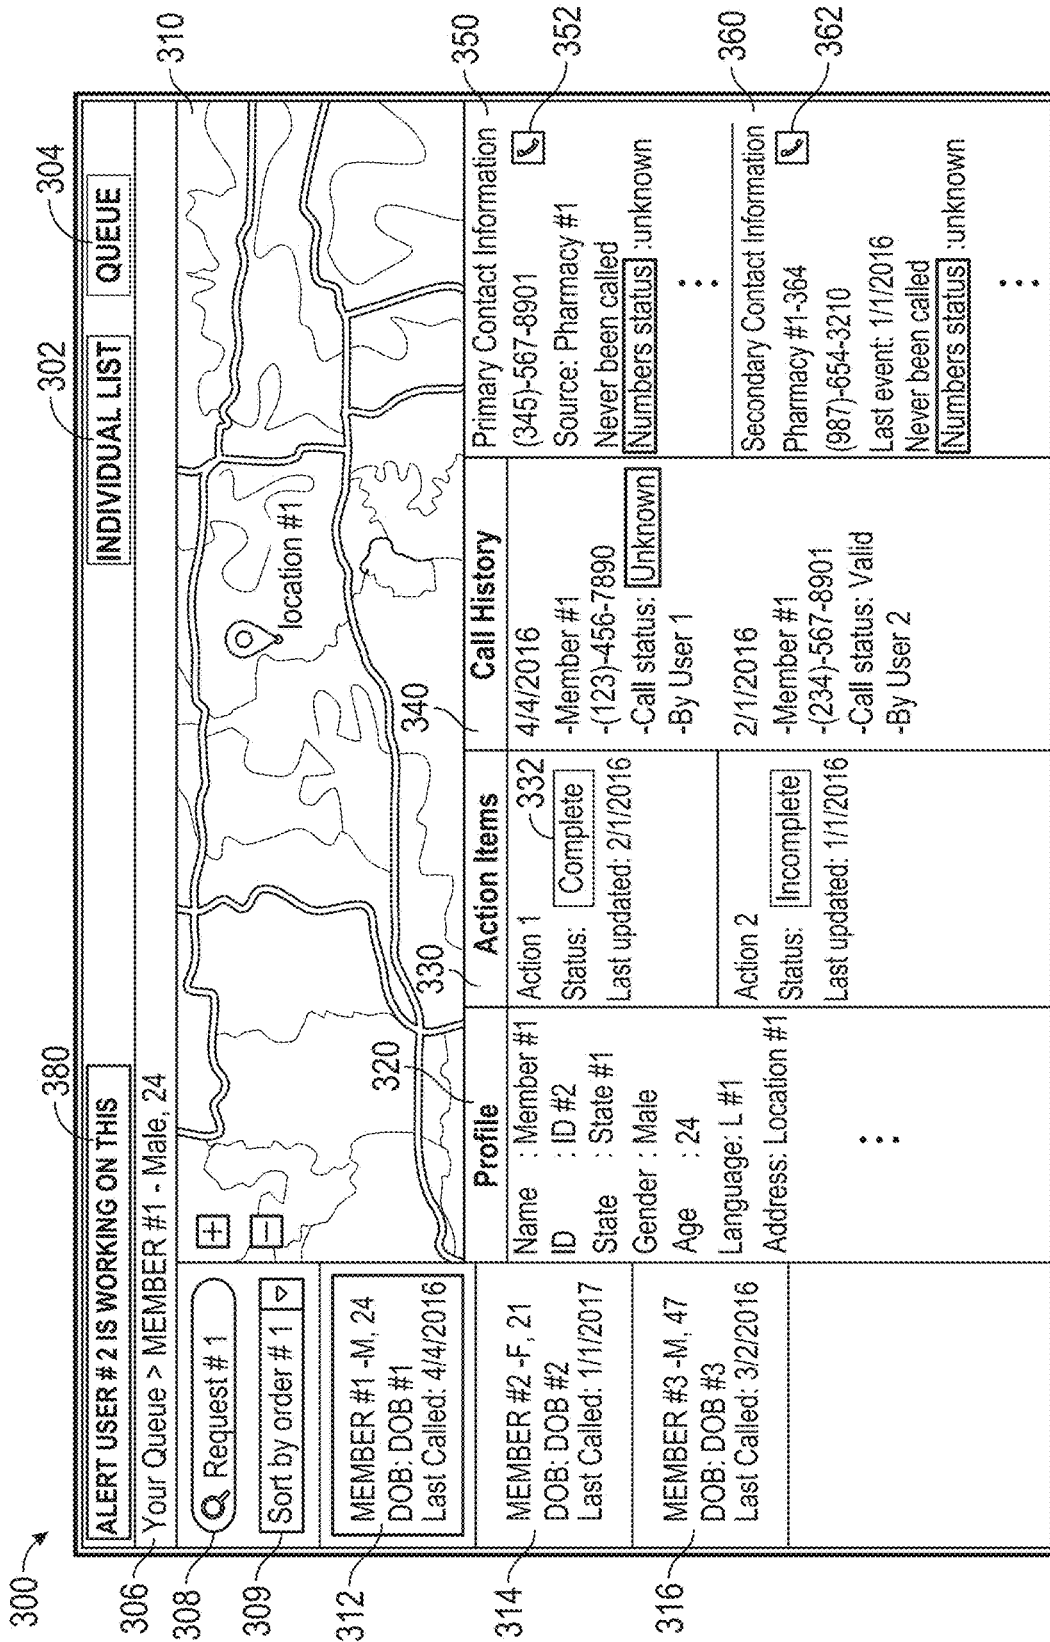 300
380
302
304
ALERT USER # 2 IS WORKING ON THIS
INDIVIDUAL LIST
QUEUE
306
Your Queue > MEMBER #1 - Male, 24
310
308
Request # 1
309
Sort by order # 1
312
MEMBER #1 -M, 24
DOB: DOB #1
Last Called: 4/4/2016
314
MEMBER #2 -F, 21
DOB: DOB #2
Last Called: 1/1/2017
316
MEMBER #3 -M, 47
DOB: DOB #3
Last Called: 3/2/2016
+
−
location #1
320
Profile
Name : Member #1
ID : ID #2
State : State #1
Gender : Male
Age : 24
Language: L #1
Address: Location #1
330
Action Items
332
Action 1
Status: Complete
Last updated: 2/1/2016
Action 2
Status: Incomplete
Last updated: 1/1/2016
340
Call History
4/4/2016
-Member #1
-(123)-456-7890
-Call status: Unknown
-By User 1
2/1/2016
-Member #1
-(234)-567-8901
-Call status: Valid
-By User 2
350
Primary Contact Information
(345)-567-8901
352
Source: Pharmacy #1
Never been called
Numbers status :unknown
360
Secondary Contact Information
Pharmacy #1-364
362
(987)-654-3210
Last event: 1/1/2016
Never been called
Numbers status :unknown